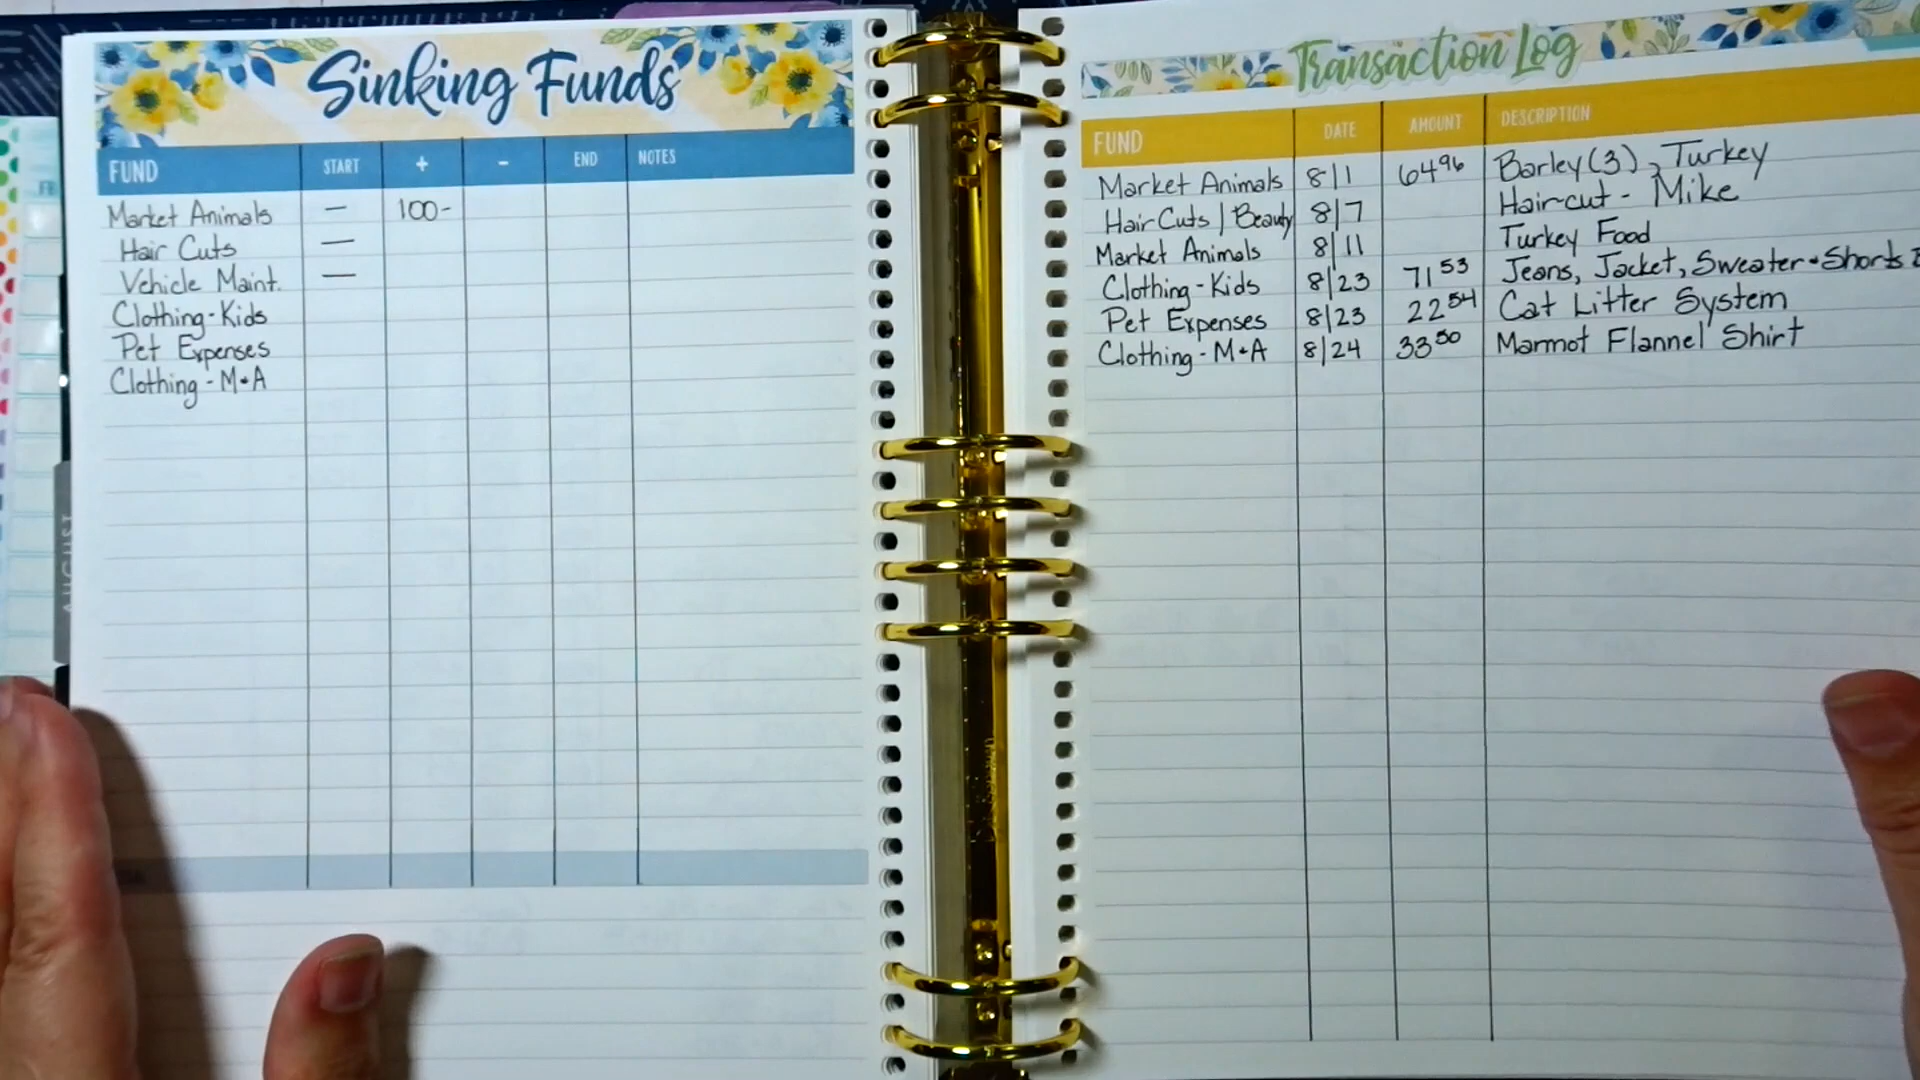 Sinking Funds
FUND START + - END NOTES
Market Animals — 100-
Hair Cuts —
Vehicle Maint. —
Clothing-Kids
Pet Expenses
Clothing - M+A
AUGUST
Transaction Log
FUND DATE AMOUNT DESCRIPTION
Market Animals 8/1 64 96 Barley(3), Turkey
Hair Cuts / Beauty 8/7 Haircut - Mike
Market Animals 8/11 Turkey Food
Clothing-Kids 8/23 71 53 Jeans, Jacket, Sweater + Shorts
Pet Expenses 8/23 22 54 Cat Litter System
Clothing - M+A 8/24 33 50 Marmot Flannel Shirt